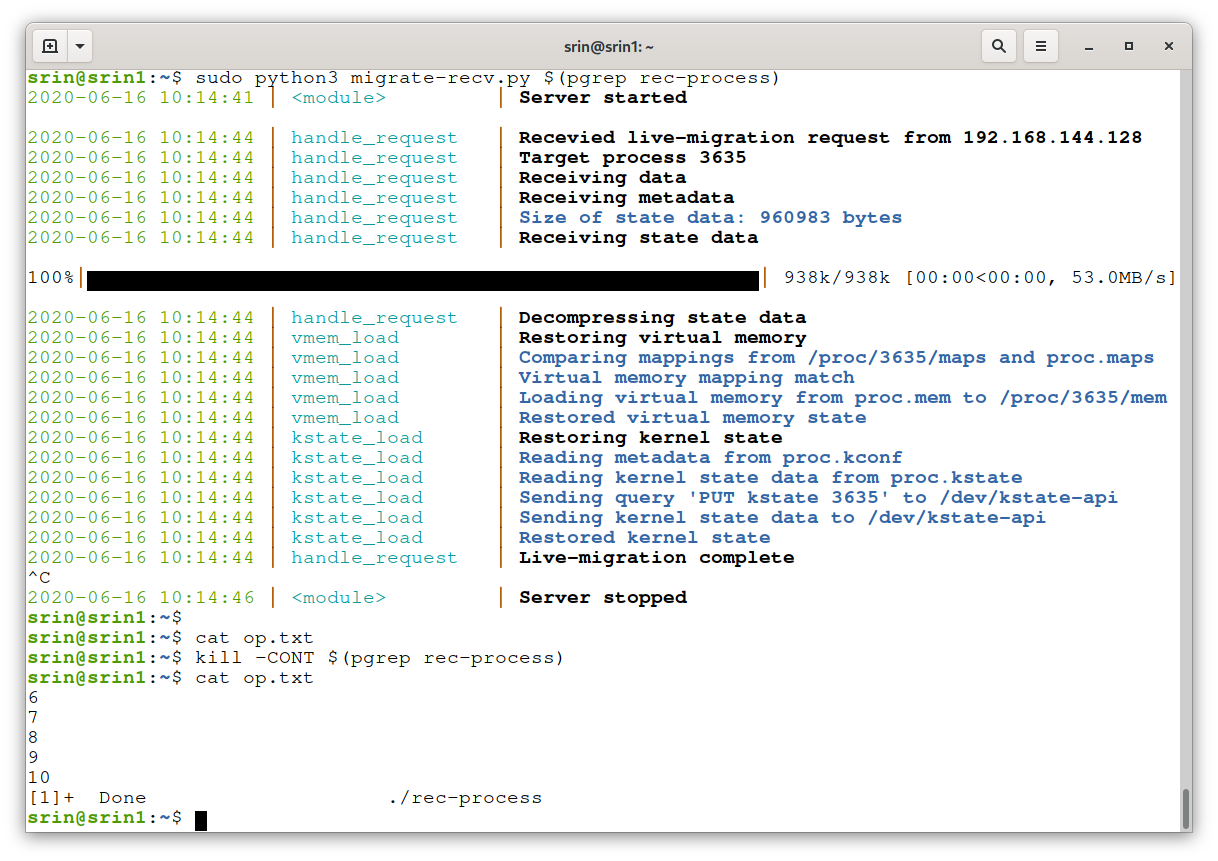 srin@srin1: ~
srin@srin1:~$ sudo python3 migrate-recv.py $(pgrep rec-process)
2020-06-16 10:14:41 | <module> | Server started
2020-06-16 10:14:44 | handle_request | Recevied live-migration request from 192.168.144.128
2020-06-16 10:14:44 | handle_request | Target process 3635
2020-06-16 10:14:44 | handle_request | Receiving data
2020-06-16 10:14:44 | handle_request | Receiving metadata
2020-06-16 10:14:44 | handle_request | Size of state data: 960983 bytes
2020-06-16 10:14:44 | handle_request | Receiving state data
100%| | 938k/938k [00:00<00:00, 53.0MB/s]
2020-06-16 10:14:44 | handle_request | Decompressing state data
2020-06-16 10:14:44 | vmem_load | Restoring virtual memory
2020-06-16 10:14:44 | vmem_load | Comparing mappings from /proc/3635/maps and proc.maps
2020-06-16 10:14:44 | vmem_load | Virtual memory mapping match
2020-06-16 10:14:44 | vmem_load | Loading virtual memory from proc.mem to /proc/3635/mem
2020-06-16 10:14:44 | vmem_load | Restored virtual memory state
2020-06-16 10:14:44 | kstate_load | Restoring kernel state
2020-06-16 10:14:44 | kstate_load | Reading metadata from proc.kconf
2020-06-16 10:14:44 | kstate_load | Reading kernel state data from proc.kstate
2020-06-16 10:14:44 | kstate_load | Sending query 'PUT kstate 3635' to /dev/kstate-api
2020-06-16 10:14:44 | kstate_load | Sending kernel state data to /dev/kstate-api
2020-06-16 10:14:44 | kstate_load | Restored kernel state
2020-06-16 10:14:44 | handle_request | Live-migration complete
^C
2020-06-16 10:14:46 | <module> | Server stopped
srin@srin1:~$
srin@srin1:~$ cat op.txt
srin@srin1:~$ kill -CONT $(pgrep rec-process)
srin@srin1:~$ cat op.txt
6
7
8
9
10
[1]+ Done ./rec-process
srin@srin1:~$